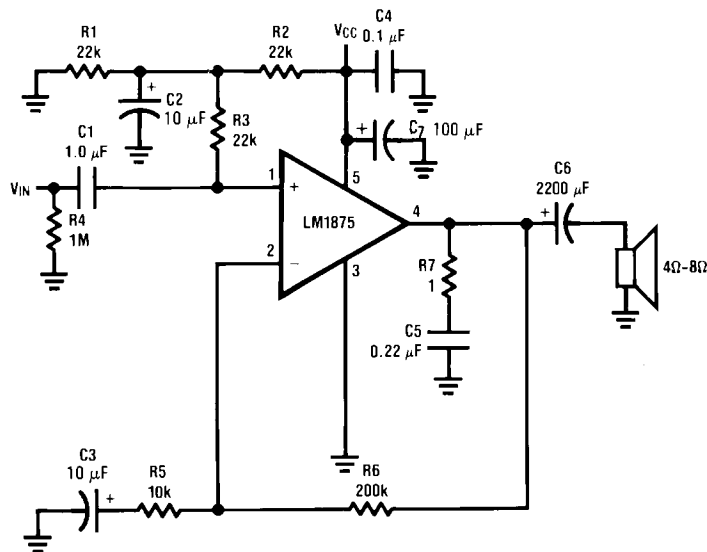 R1
22k
R2
22k
VCC
C4
0.1 µF
+
C2
10 µF
R3
22k
+
C7 100 µF
C1
1.0 µF
VIN
R4
1M
1
+
5
LM1875
4
2
−
3
R7
1
C5
0.22 µF
C6
2200 µF
+
4Ω-8Ω
C3
10 µF
+
R5
10k
R6
200k